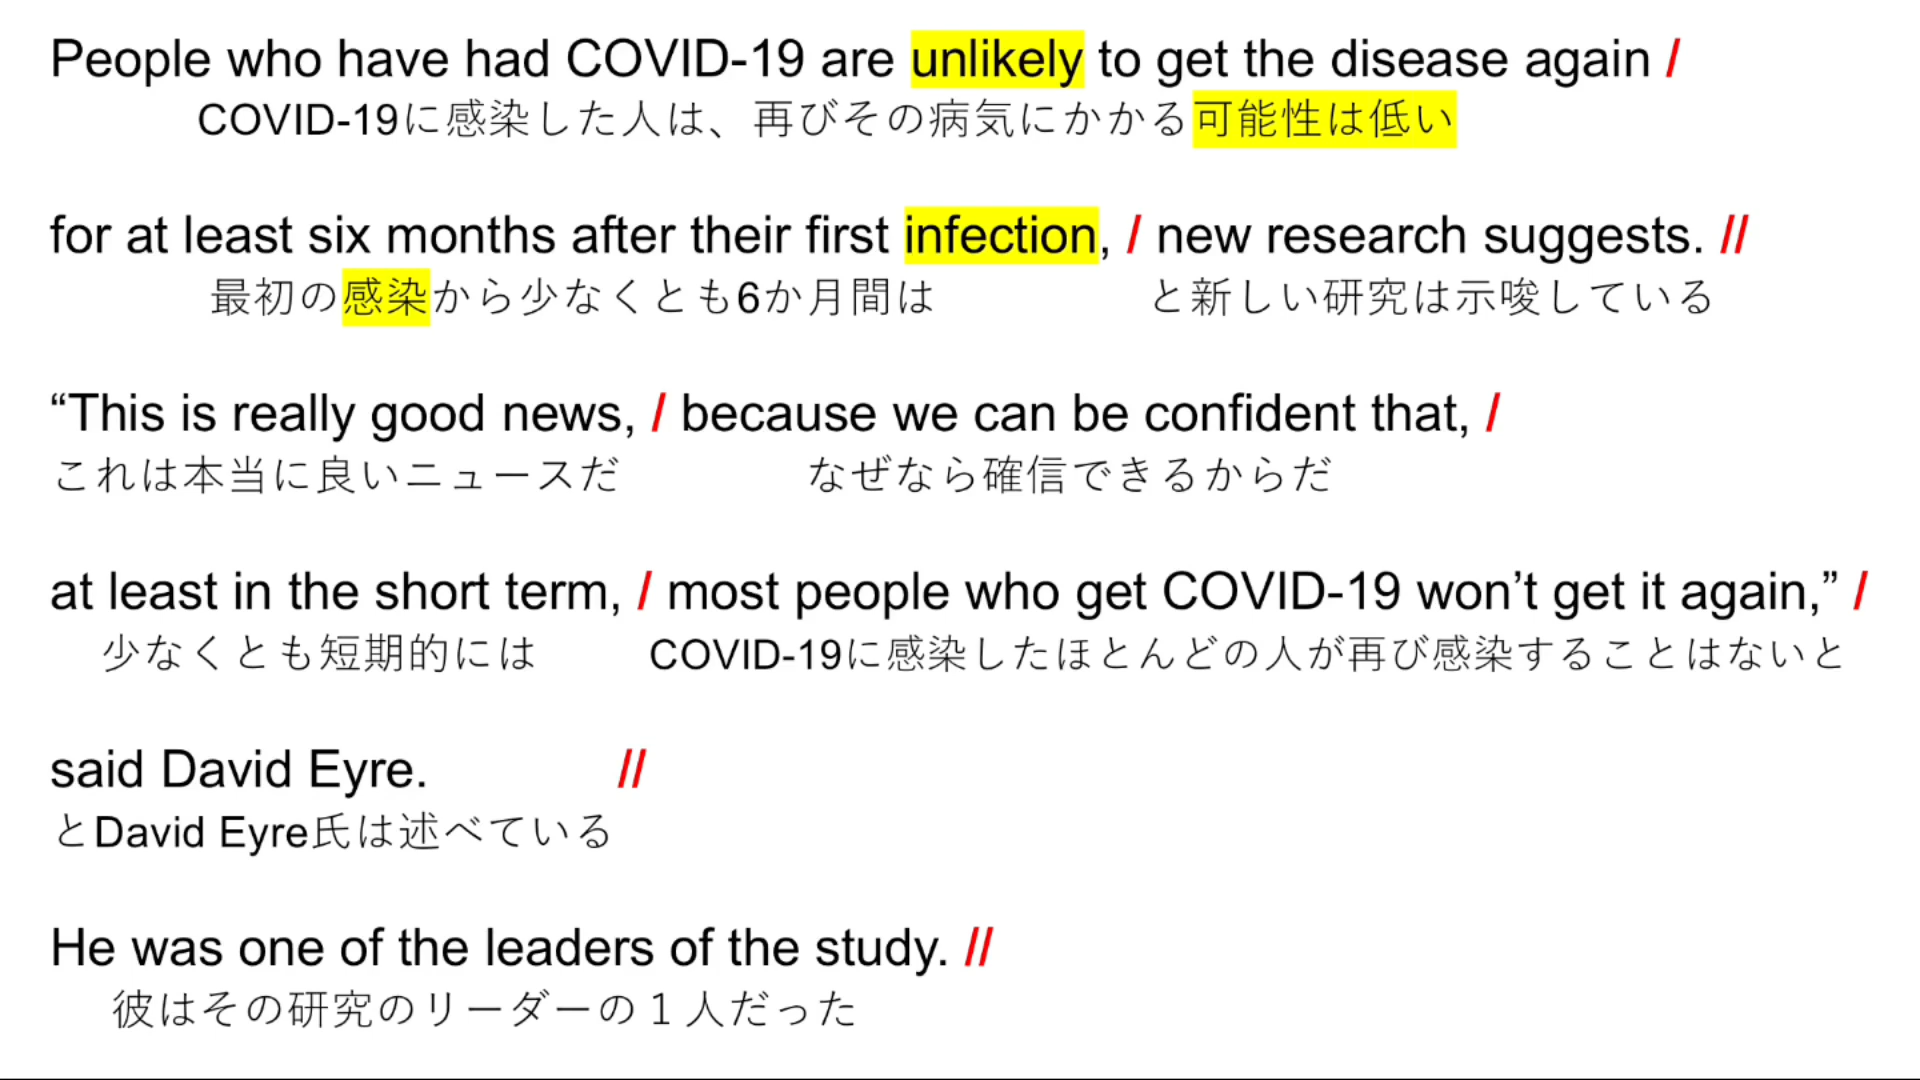 People who have had COVID-19 are unlikely to get the disease again /
COVID-19に感染した人は、再びその病気にかかる可能性は低い
for at least six months after their first infection, / new research suggests. //
最初の感染から少なくとも6か月間は と新しい研究は示唆している
“This is really good news, / because we can be confident that, /
これは本当に良いニュースだ なぜなら確信できるからだ
at least in the short term, / most people who get COVID-19 won’t get it again,” /
少なくとも短期的には COVID-19に感染したほとんどの人が再び感染することはないと
said David Eyre. //
とDavid Eyre氏は述べている
He was one of the leaders of the study. //
彼はその研究のリーダーの１人だった